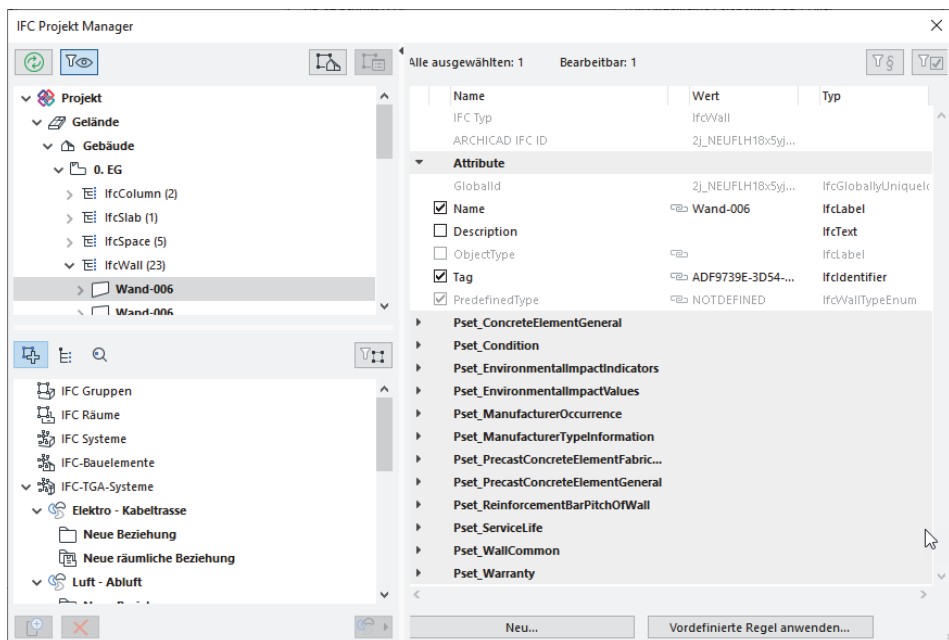 IFC Projekt Manager
Alle ausgewählten: 1 Bearbeitbar: 1
Projekt
Gelände
Gebäude
0. EG
IfcColumn (2)
IfcSlab (1)
IfcSpace (5)
IfcWall (23)
Wand-006
Wand-006
IFC Gruppen
IFC Räume
IFC Systeme
IFC-Bauelemente
IFC-TGA-Systeme
Elektro - Kabeltrasse
Neue Beziehung
Neue räumliche Beziehung
Luft - Abluft
Name Wert Typ
IFC Typ IfcWall
ARCHICAD IFC ID 2j_NEUFLH18x5yj...
Attribute
GlobalId 2j_NEUFLH18x5yj... IfcGloballyUniqueId
Name Wand-006 IfcLabel
Description IfcText
ObjectType IfcLabel
Tag ADF9739E-3D54-... IfcIdentifier
PredefinedType NOTDEFINED IfcWallTypeEnum
Pset_ConcreteElementGeneral
Pset_Condition
Pset_EnvironmentalImpactIndicators
Pset_EnvironmentalImpactValues
Pset_ManufacturerOccurrence
Pset_ManufacturerTypeInformation
Pset_PrecastConcreteElementFabric...
Pset_PrecastConcreteElementGeneral
Pset_ReinforcementBarPitchOfWall
Pset_ServiceLife
Pset_WallCommon
Pset_Warranty
Neu... Vordefinierte Regel anwenden...